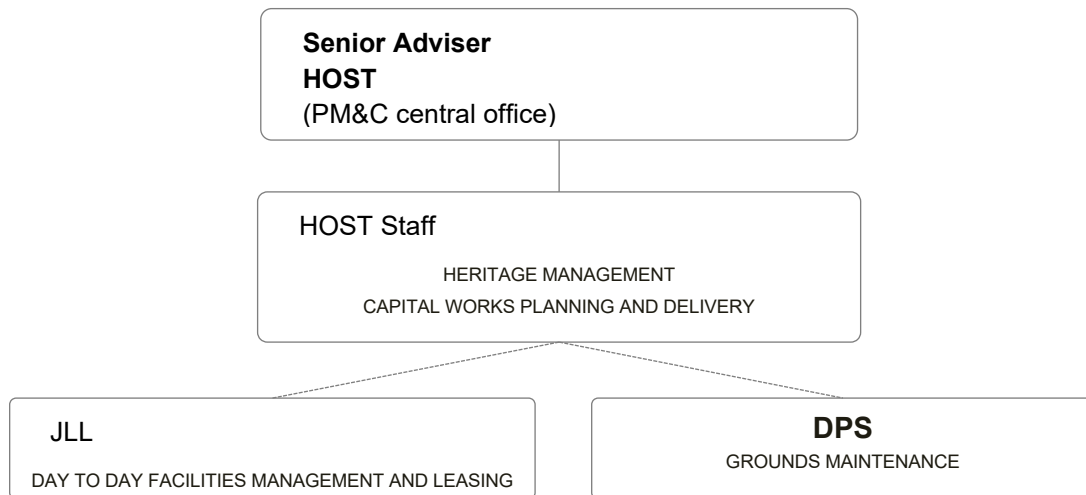 Senior Adviser
HOST
(PM&C central office)
HOST Staff
HERITAGE MANAGEMENT
CAPITAL WORKS PLANNING AND DELIVERY
JLL
DAY TO DAY FACILITIES MANAGEMENT AND LEASING
DPS
GROUNDS MAINTENANCE